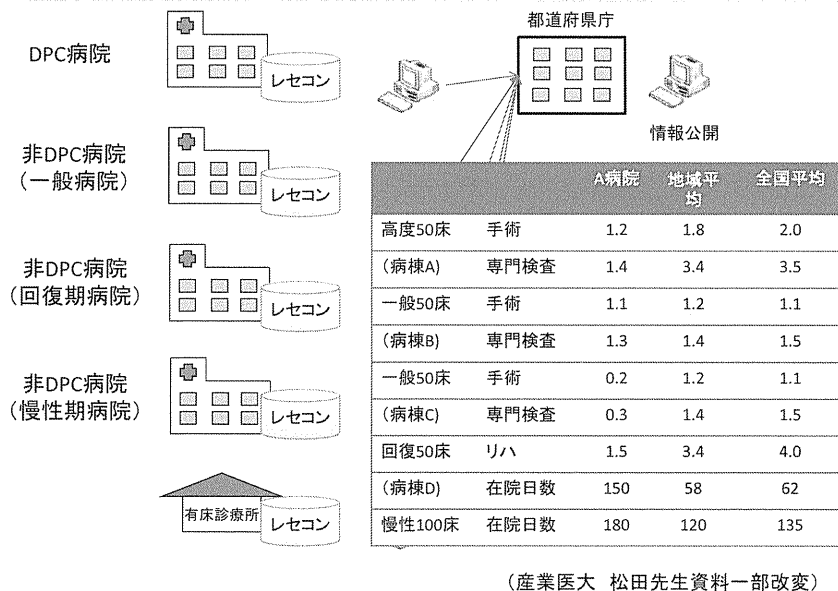 DPC病院
レセコン
非DPC病院
(一般病院)
レセコン
非DPC病院
(回復期病院)
レセコン
非DPC病院
(慢性期病院)
レセコン
有床診療所
レセコン
都道府県庁
情報公開
A病院 地域平均 全国平均
高度50床 手術 1.2 1.8 2.0
(病棟A) 専門検査 1.4 3.4 3.5
一般50床 手術 1.1 1.2 1.1
(病棟B) 専門検査 1.3 1.4 1.5
一般50床 手術 0.2 1.2 1.1
(病棟C) 専門検査 0.3 1.4 1.5
回復50床 リハ 1.5 3.4 4.0
(病棟D) 在院日数 150 58 62
慢性100床 在院日数 180 120 135
(産業医大 松田先生資料一部改変)